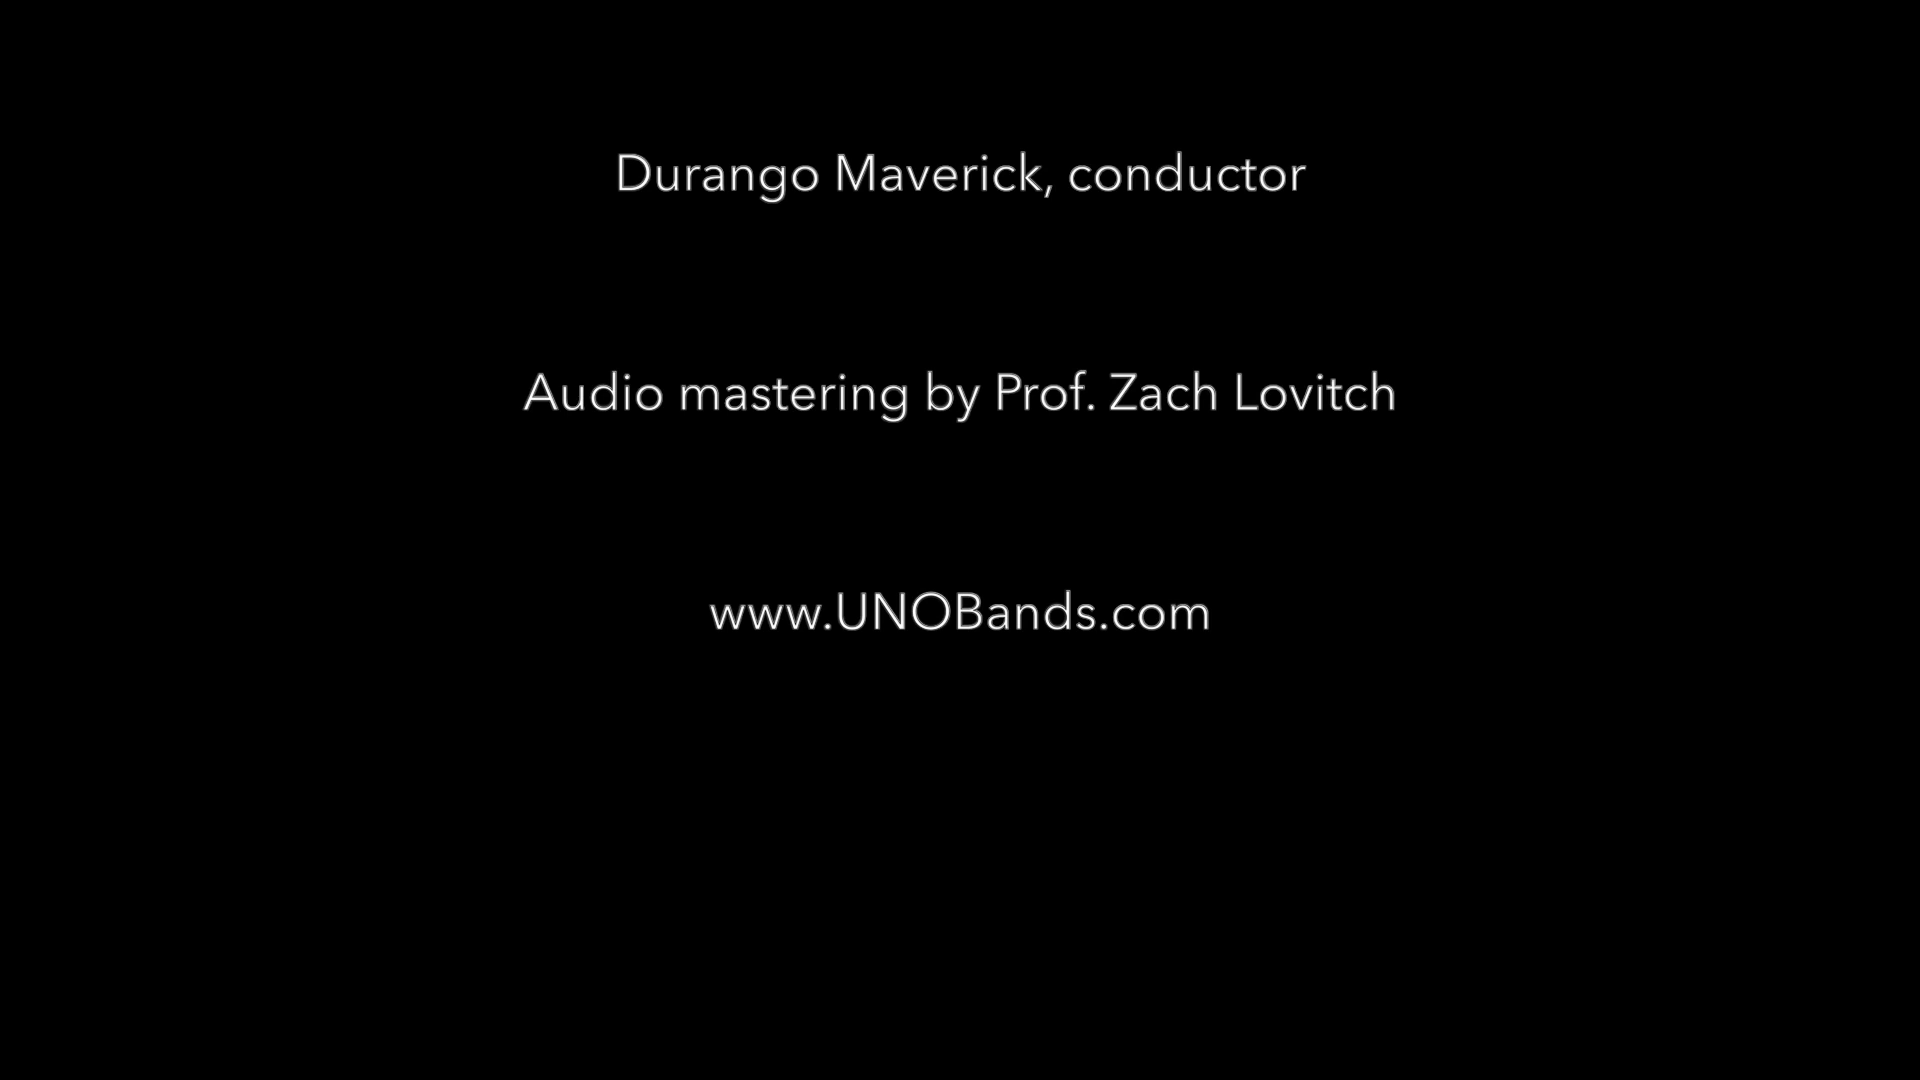 Durango Maverick, conductor
Audio mastering by Prof. Zach Lovitch
www.UNOBands.com